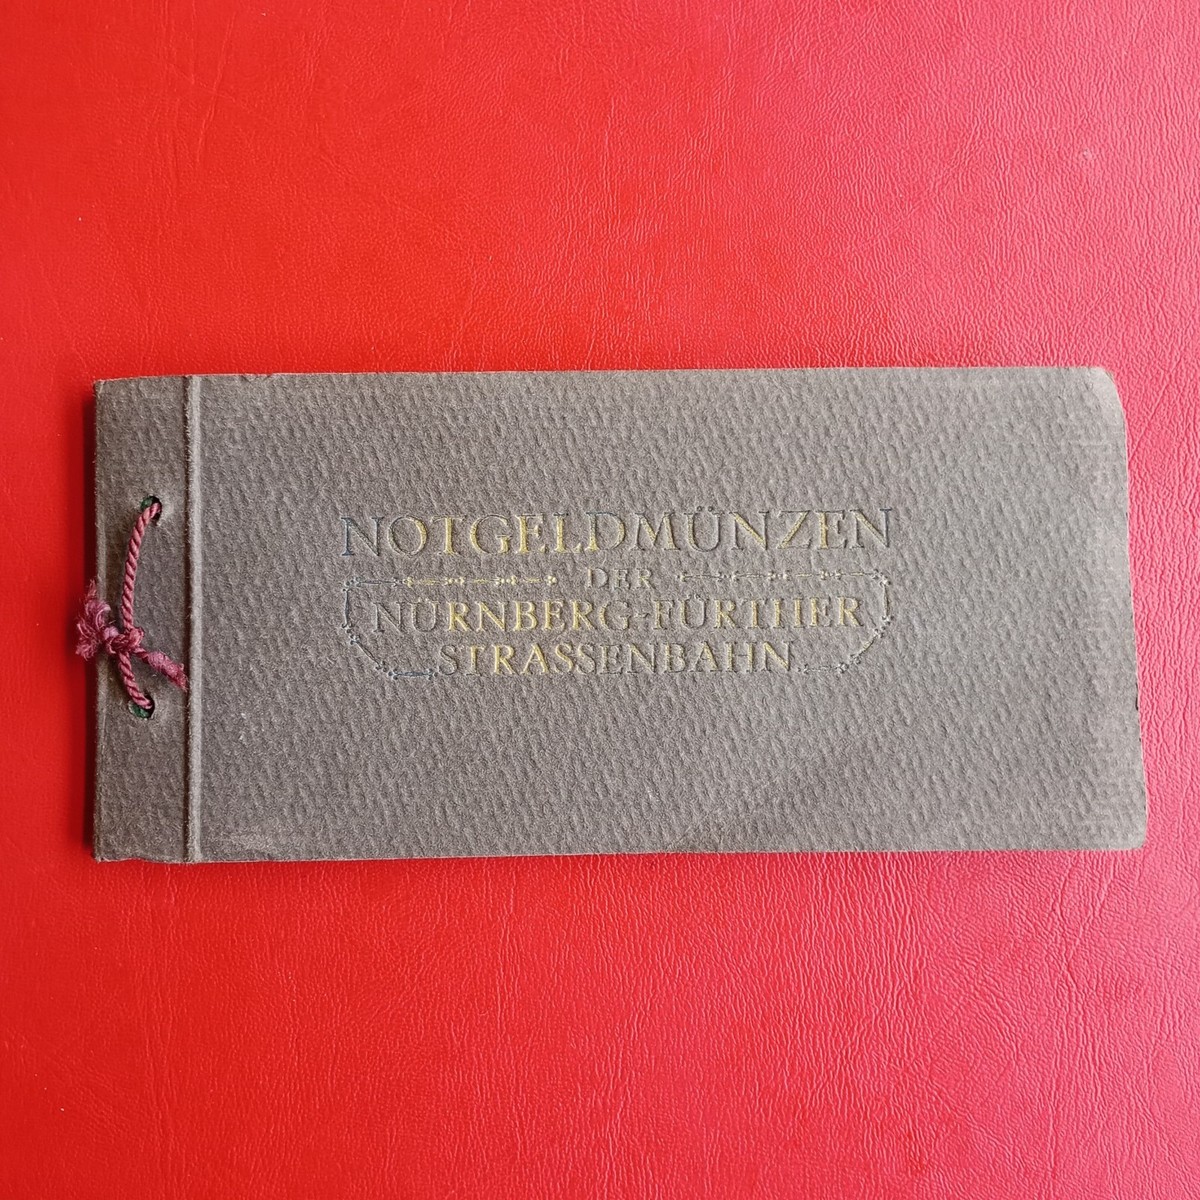 NOTGELDMÜNZEN
DER
NÜRNBERG-FÜRTHER
STRASSENBAHN